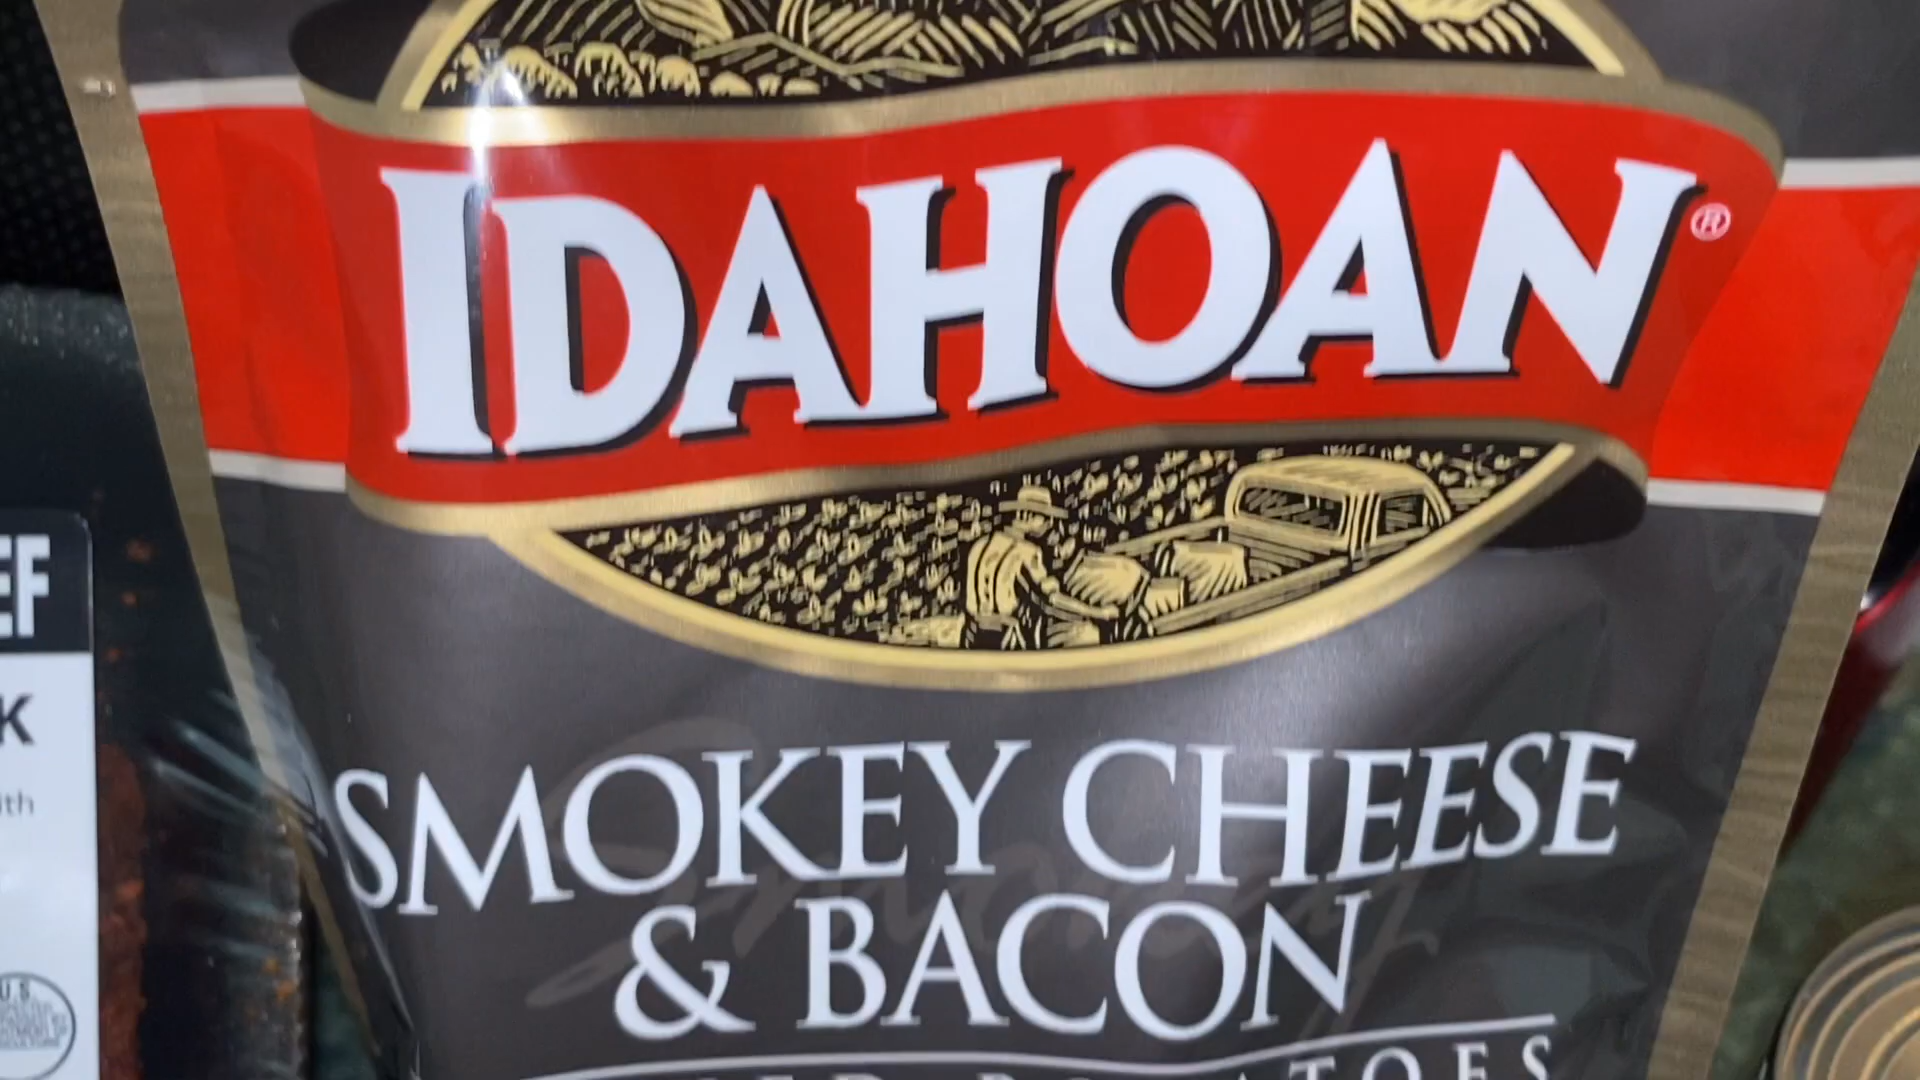 IDAHOAN®
SMOKEY CHEESE
& BACON
EF
K
U.S